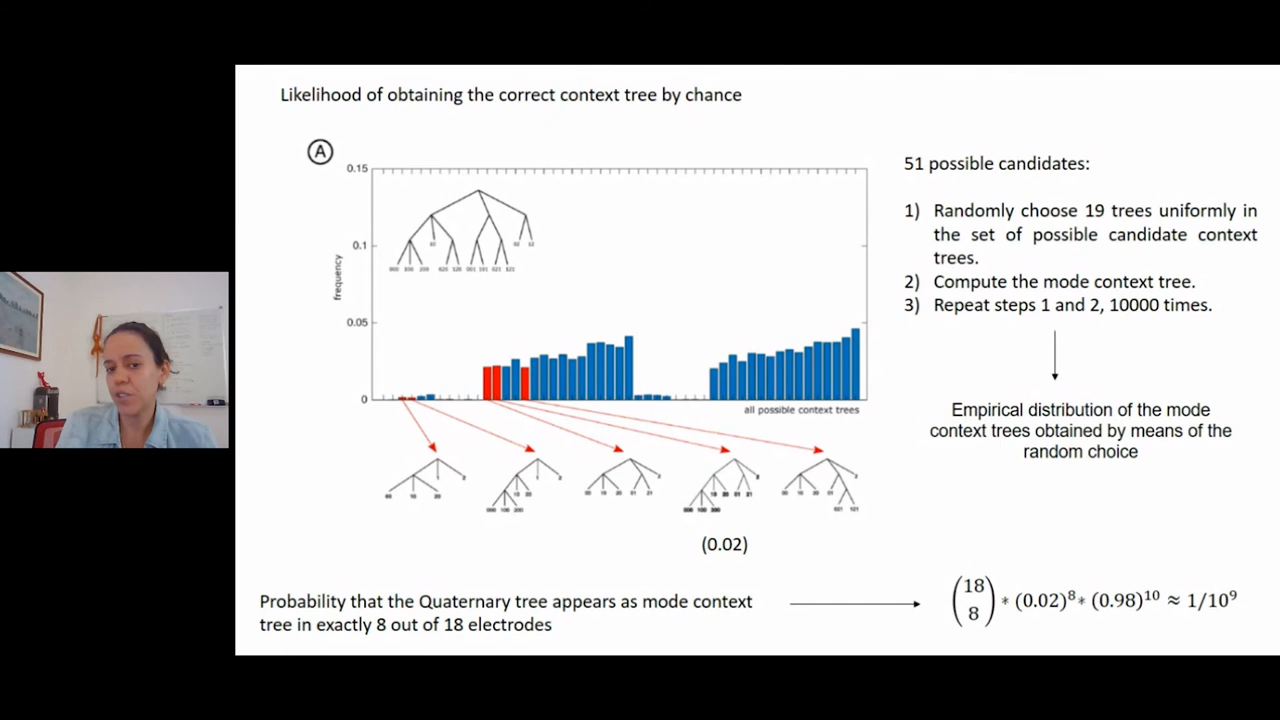 Likelihood of obtaining the correct context tree by chance
A
0.15
0.1
0.05
0
frequency
all possible context trees
(0.02)
51 possible candidates:
1) Randomly choose 19 trees uniformly in
the set of possible candidate context
trees.
2) Compute the mode context tree.
3) Repeat steps 1 and 2, 10000 times.
Empirical distribution of the mode
context trees obtained by means of the
random choice
Probability that the Quaternary tree appears as mode context
tree in exactly 8 out of 18 electrodes
(18 8) * (0.02)⁸ * (0.98)¹⁰ ≈ 1/10⁹